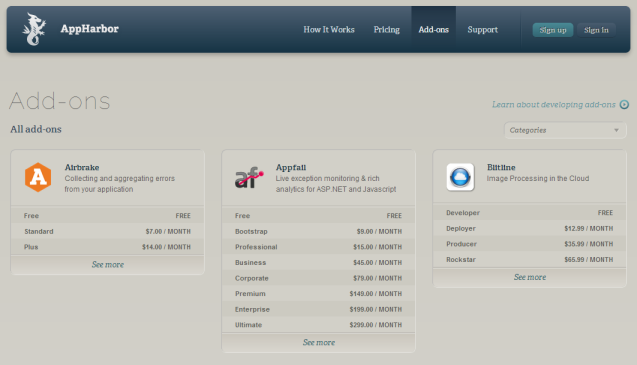 AppHarbor
How It Works
Pricing
Add-ons
Support
Sign up
Sign in
Add-ons
Learn about developing add-ons
All add-ons
Categories
Airbrake
Collecting and aggregating errors
from your application
Free FREE
Standard $7.00 / MONTH
Plus $14.00 / MONTH
See more
af
Appfail
Live exception monitoring & rich
analytics for ASP.NET and Javascript
Free FREE
Bootstrap $9.00 / MONTH
Professional $15.00 / MONTH
Business $45.00 / MONTH
Corporate $79.00 / MONTH
Premium $149.00 / MONTH
Enterprise $199.00 / MONTH
Ultimate $299.00 / MONTH
See more
Blitline
Image Processing in the Cloud
Developer FREE
Deployer $12.99 / MONTH
Producer $35.99 / MONTH
Rockstar $65.99 / MONTH
See more